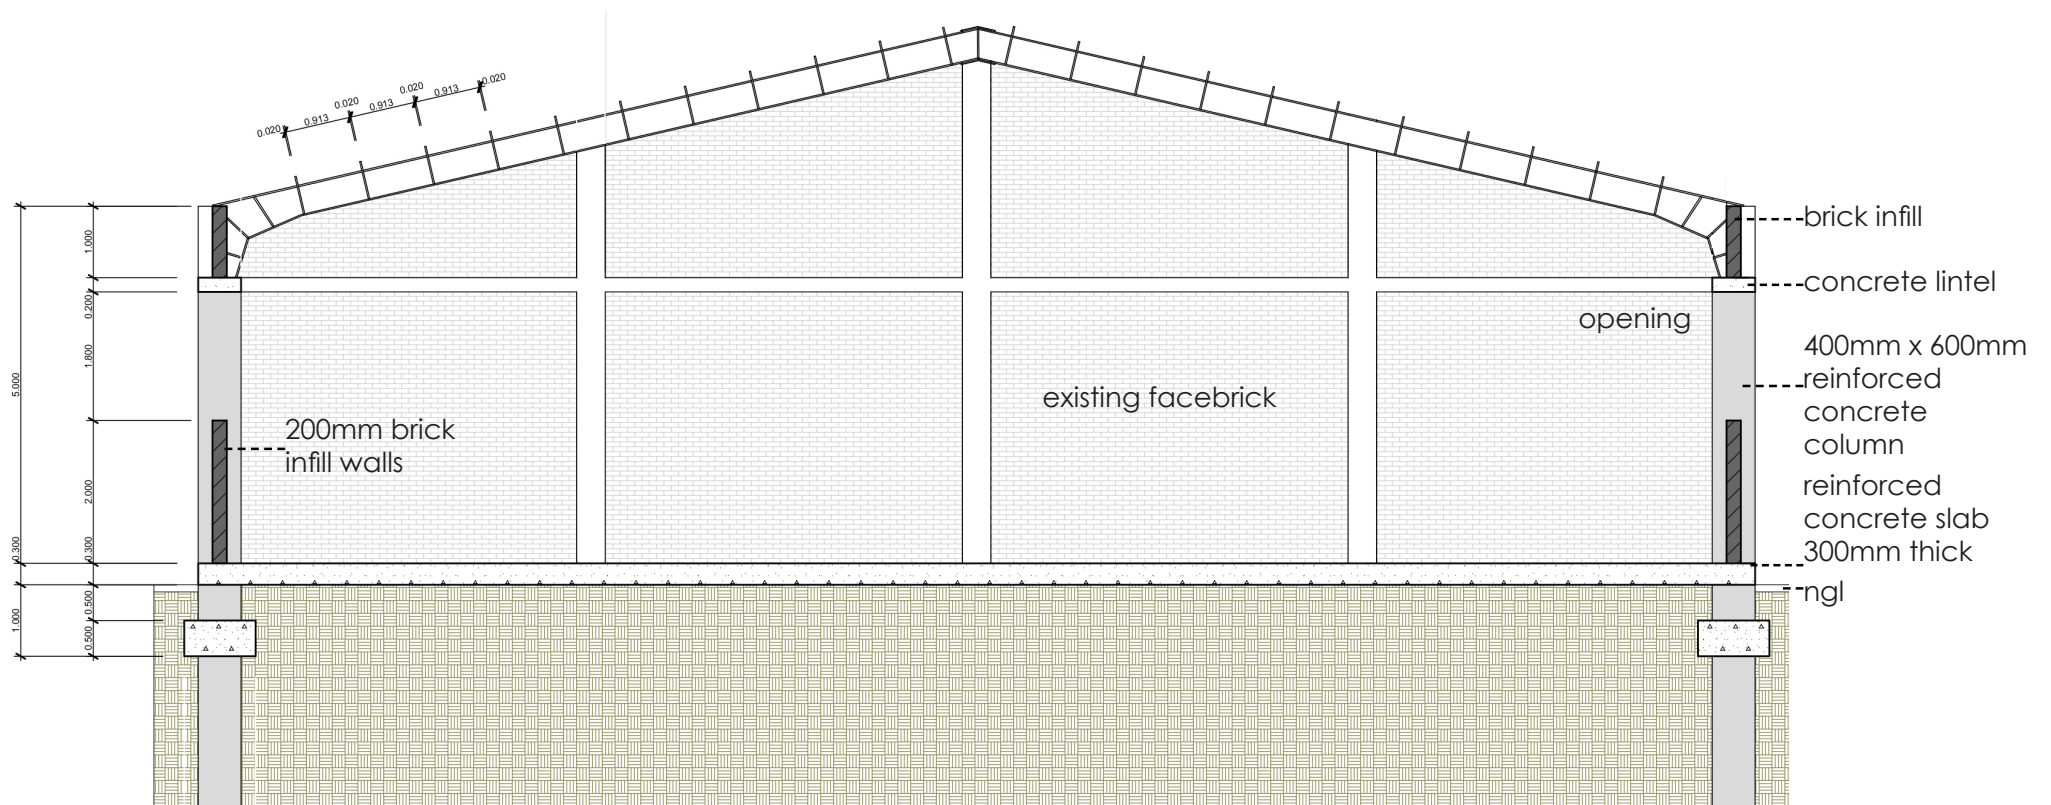 0.020
0.913
0.020
0.913
0.020
0.913
0.020
brick infill
concrete lintel
opening
400mm x 600mm
reinforced
concrete
column
existing facebrick
200mm brick
infill walls
reinforced
concrete slab
300mm thick
ngl
5.000
0.300
1.000
1.000
0.200
1.800
2.000
0.300
0.500
0.500